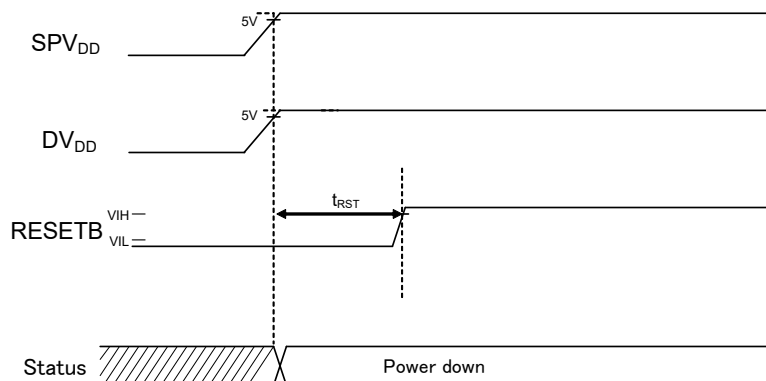 5V
SPVDD
5V
DVDD
tRST
VIH
RESETB
VIL
Status
Power down